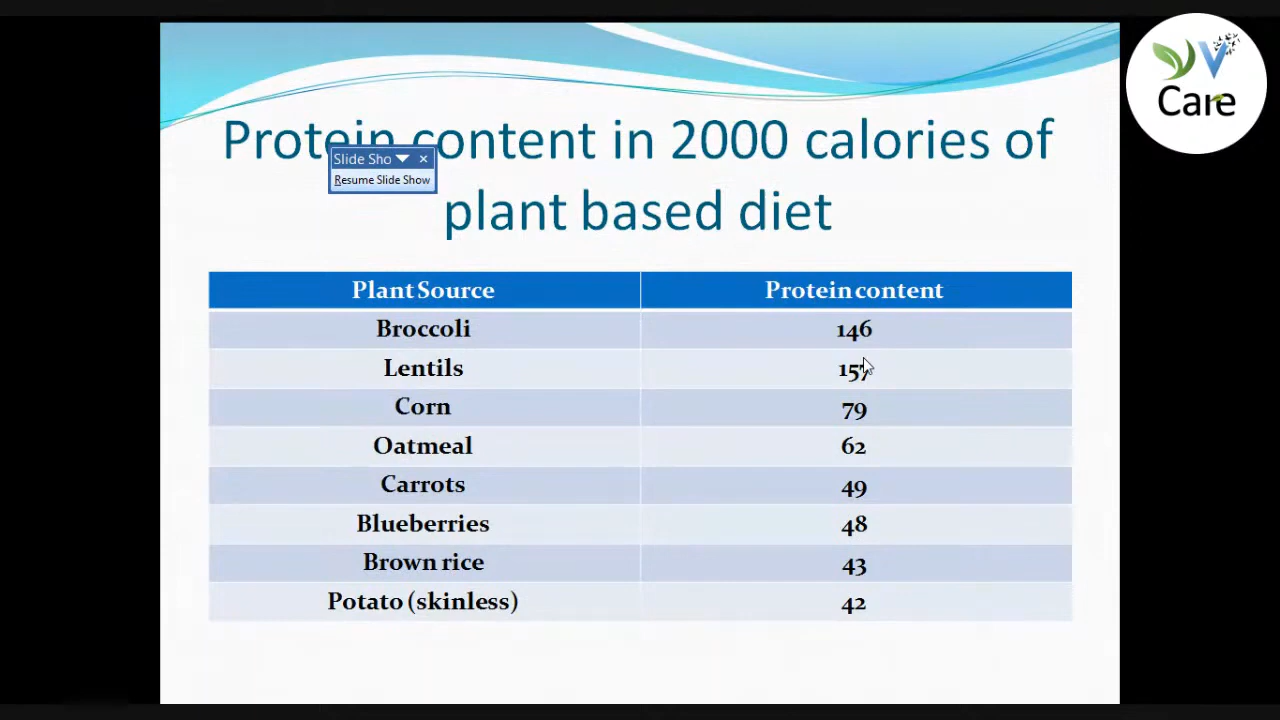 V
Care
Protein content in 2000 calories of
plant based diet
Slide Sho
Resume Slide Show
Plant Source Protein content
Broccoli 146
Lentils 157
Corn 79
Oatmeal 62
Carrots 49
Blueberries 48
Brown rice 43
Potato (skinless) 42